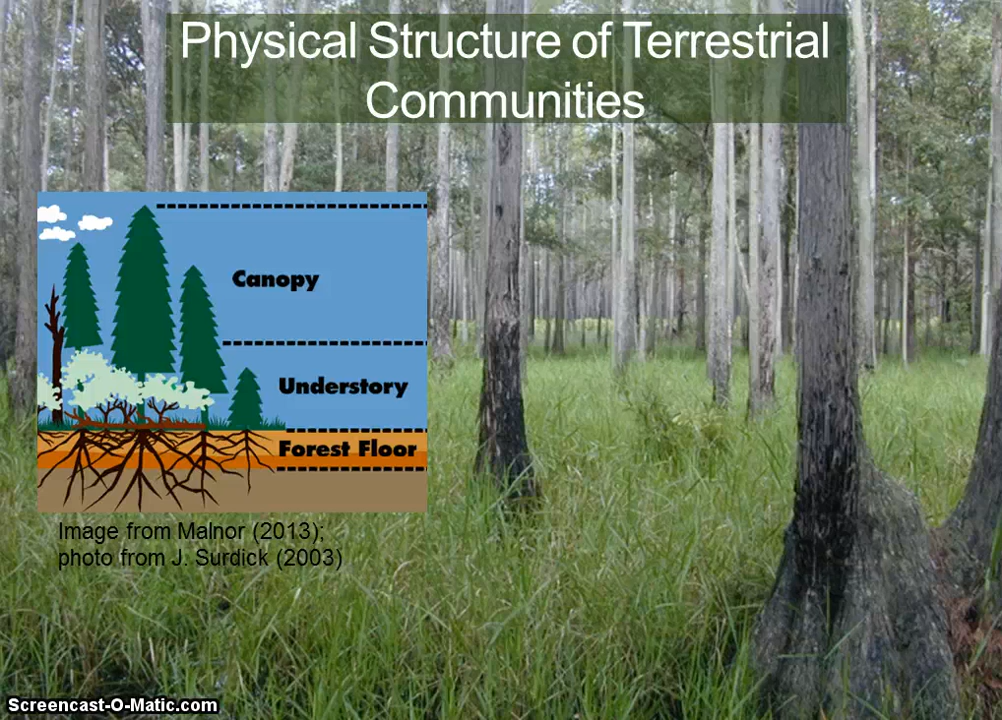 Physical Structure of Terrestrial
Communities
Canopy
Understory
Forest Floor
Image from Malnor (2013);
photo from J. Surdick (2003)
Screencast-O-Matic.com